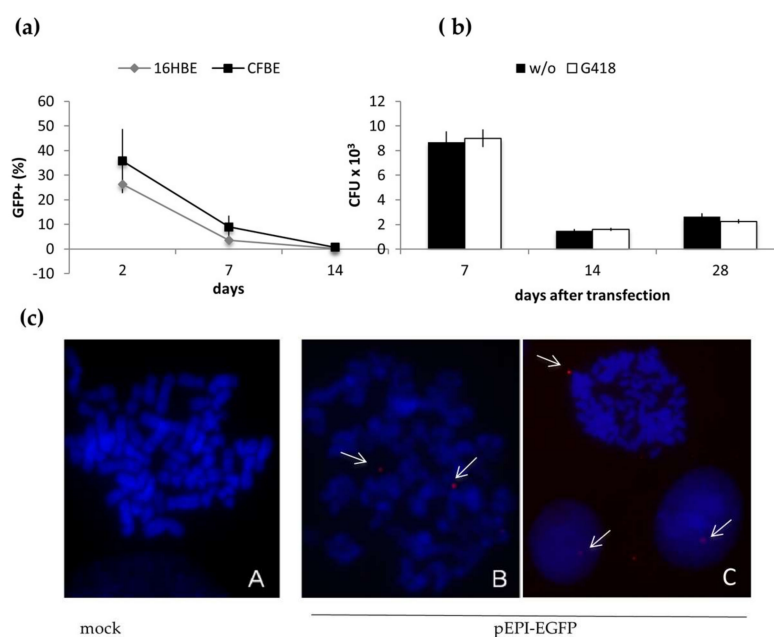 (a)
( b)
16HBE CFBE
w/o G418
60
50
40
30
20
10
0
-10
GFP+ (%)
2 7 14
days
12
10
8
6
4
2
0
CFU x 10³
7 14 28
days after transfection
(c)
A B C
mock pEPI-EGFP